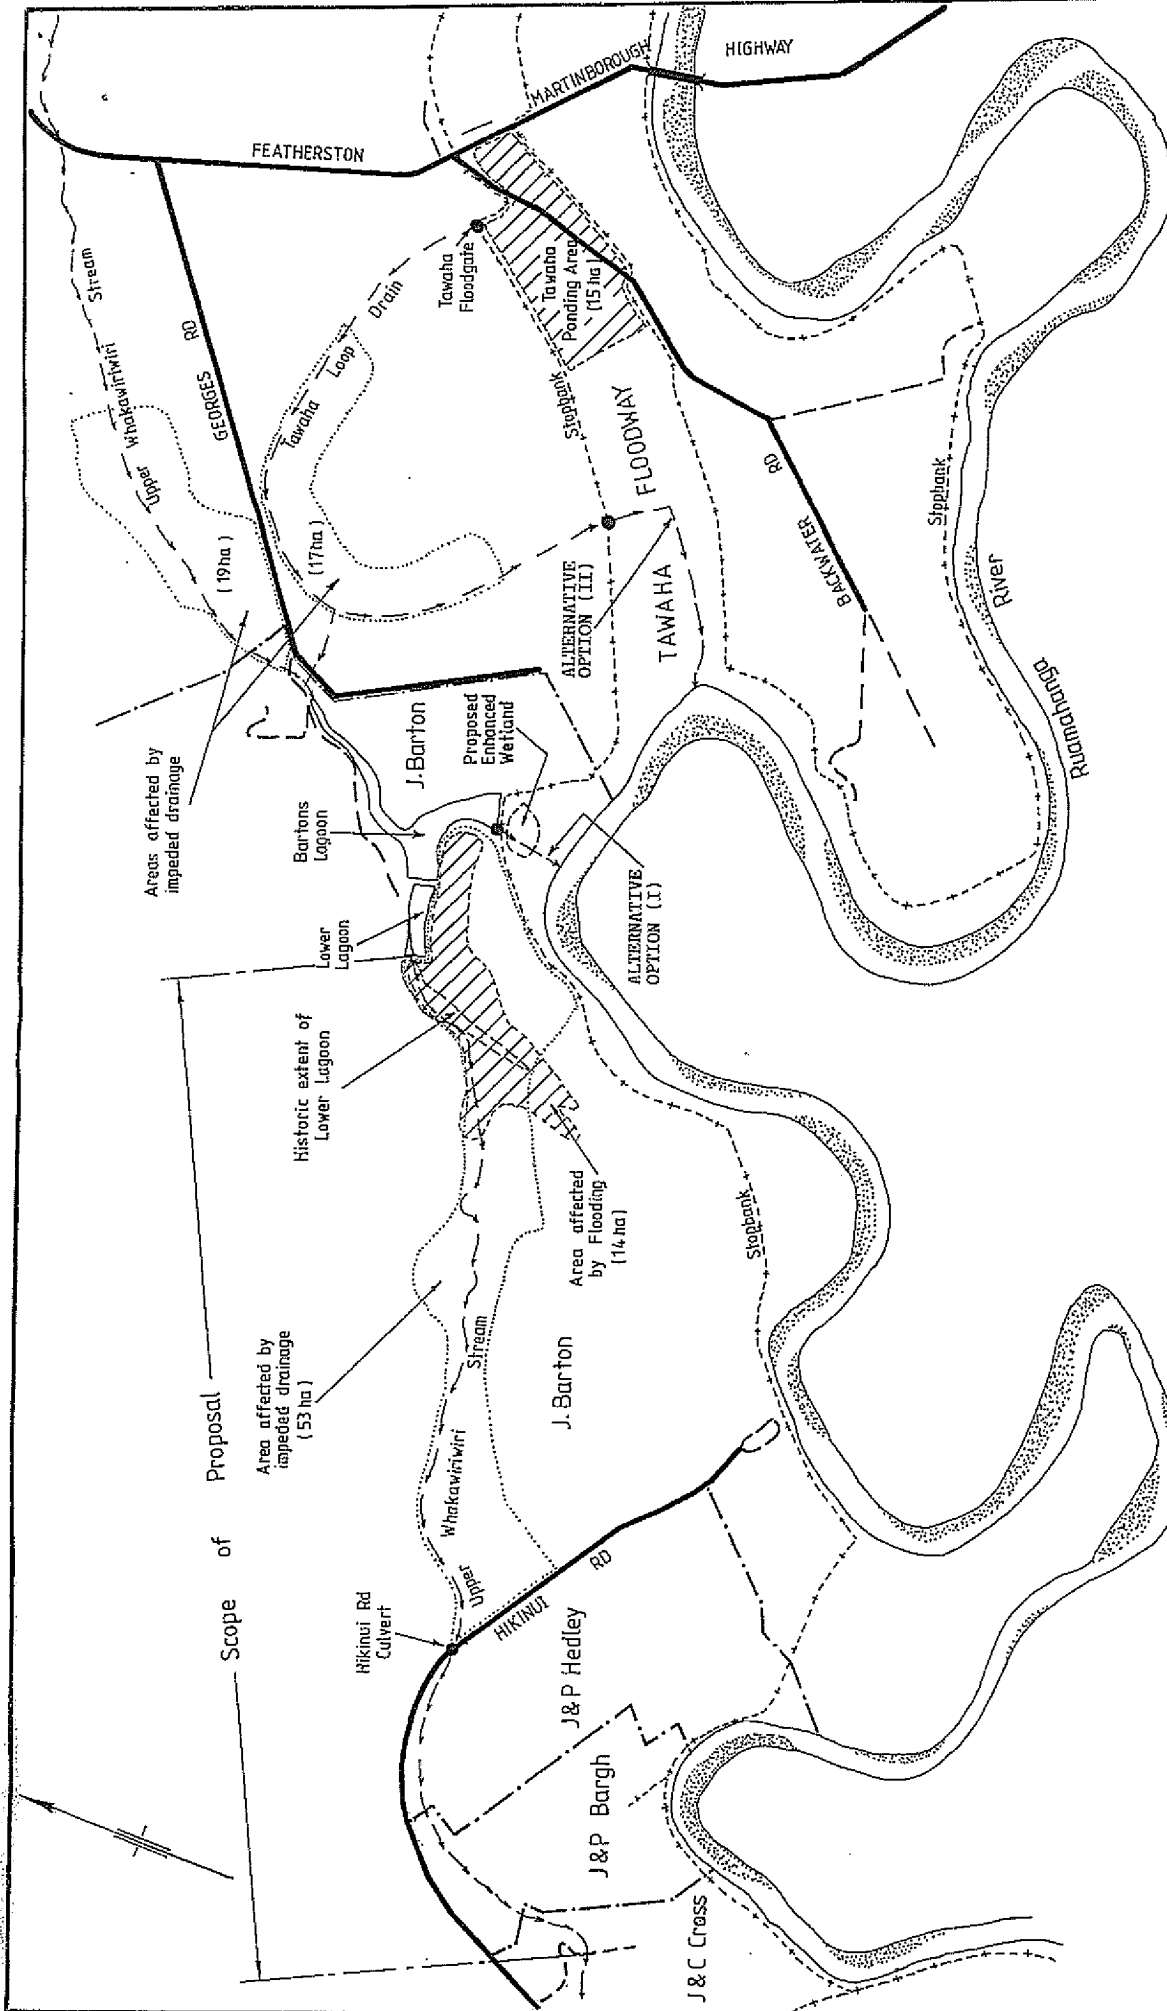 HIGHWAY
MARTINBOROUGH
FEATHERSTON
Upper Whakawiriwiri Stream
GEORGES RD
Tawaha Loop Drain
Tawaha
Floodgate
Tawaha
Ponding Area
(15 ha)
Stopbank
TAWAHA FLOODWAY
BACKWATER RD
Stopbank
Ruamahanga River
(19ha)
(17ha)
Areas affected by
impeded drainage
ALTERNATIVE
OPTION (II)
J.Barton
Proposed
Enhanced
Wetland
Bartons
Lagoon
Lower
Lagoon
ALTERNATIVE
OPTION (I)
Historic extent of
Lower Lagoon
Area affected
by Flooding
(14ha)
Stopbank
Area affected by
impeded drainage
(53 ha)
Scope of Proposal
J. Barton
Upper Whakawiriwiri Stream
Hikinui Rd
Culvert
HIKINUI RD
J&P Hedley
J&P Bargh
J&C Cross